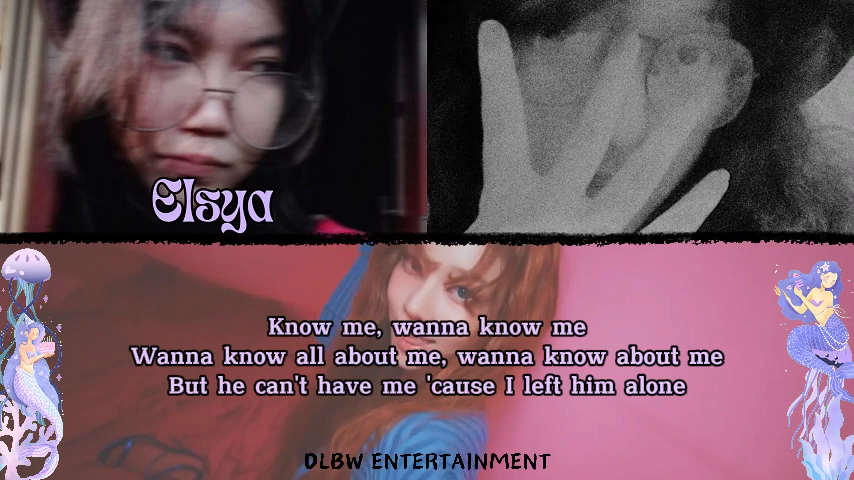 Elsya
Know me, wanna know me
Wanna know all about me, wanna know about me
But he can't have me 'cause I left him alone
DLBW ENTERTAINMENT